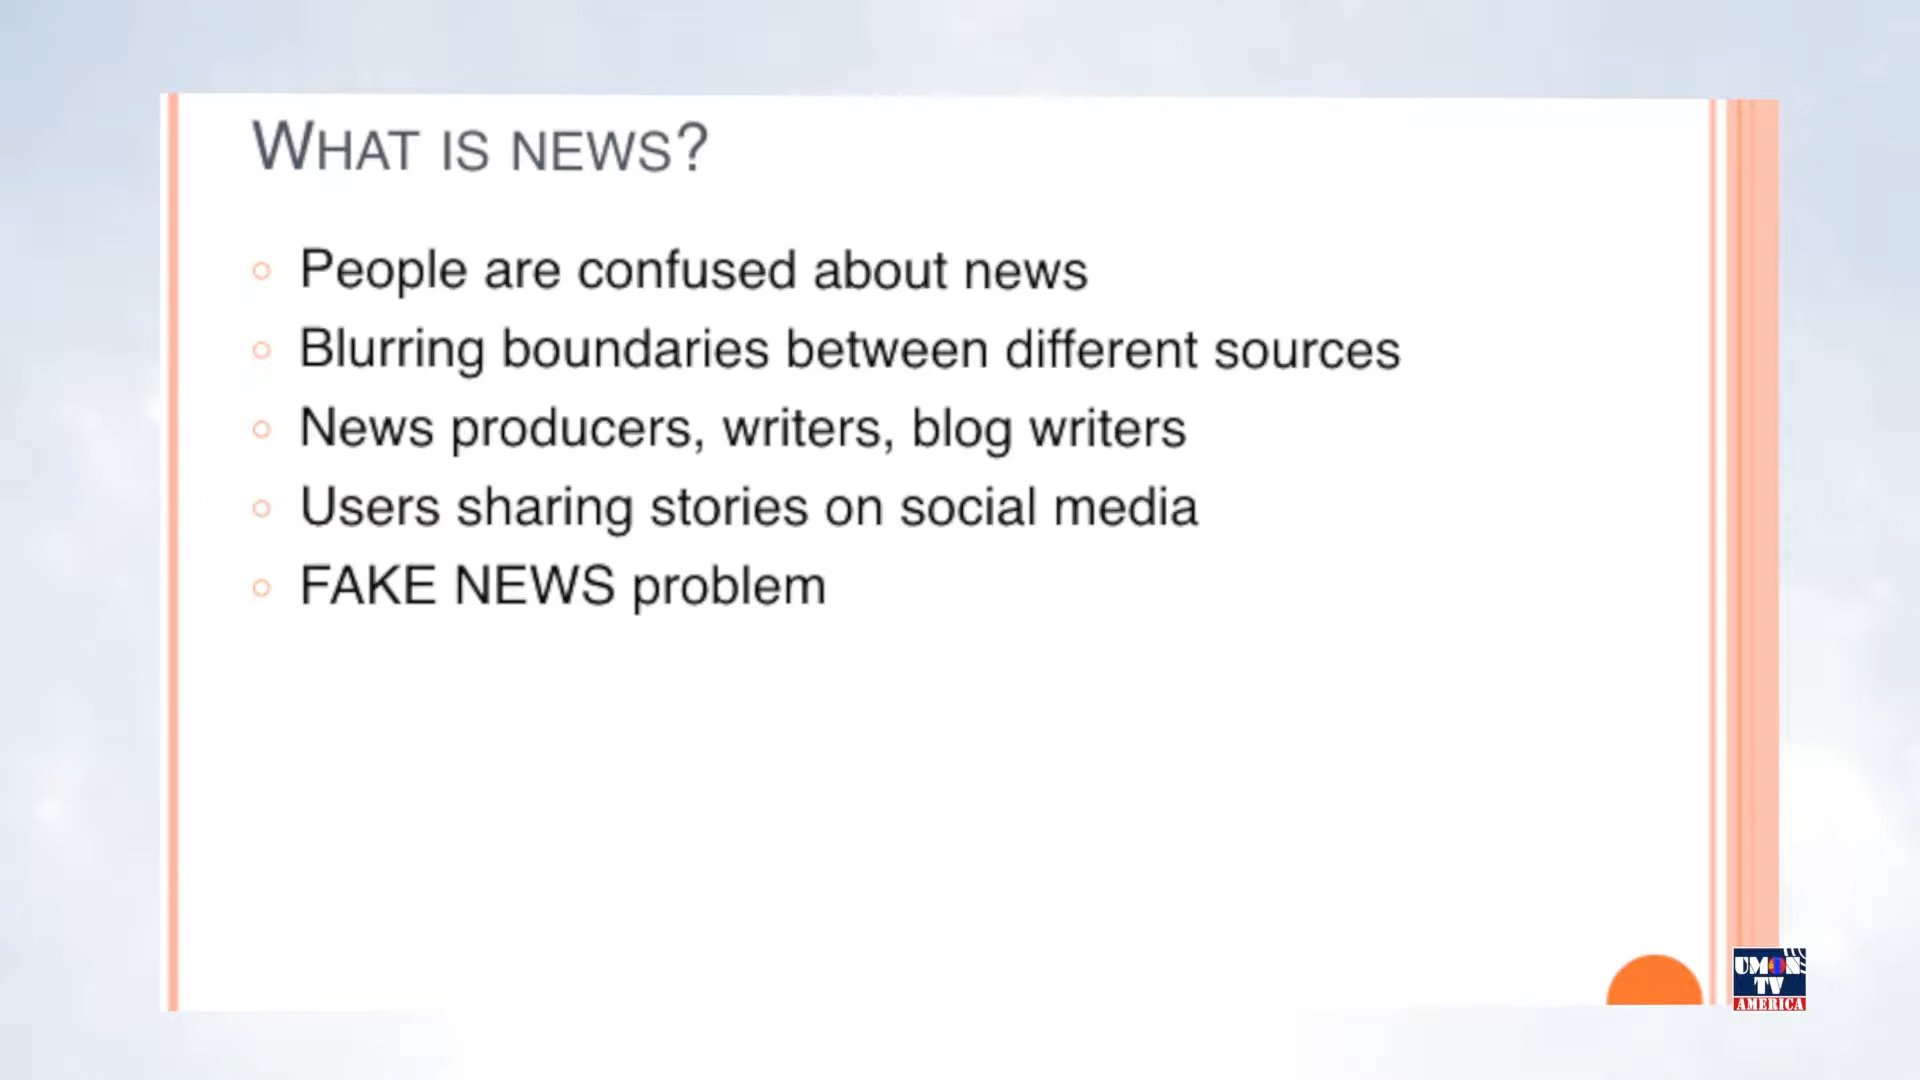 What is news?
People are confused about news
Blurring boundaries between different sources
News producers, writers, blog writers
Users sharing stories on social media
FAKE NEWS problem
UMON
TV
AMERICA